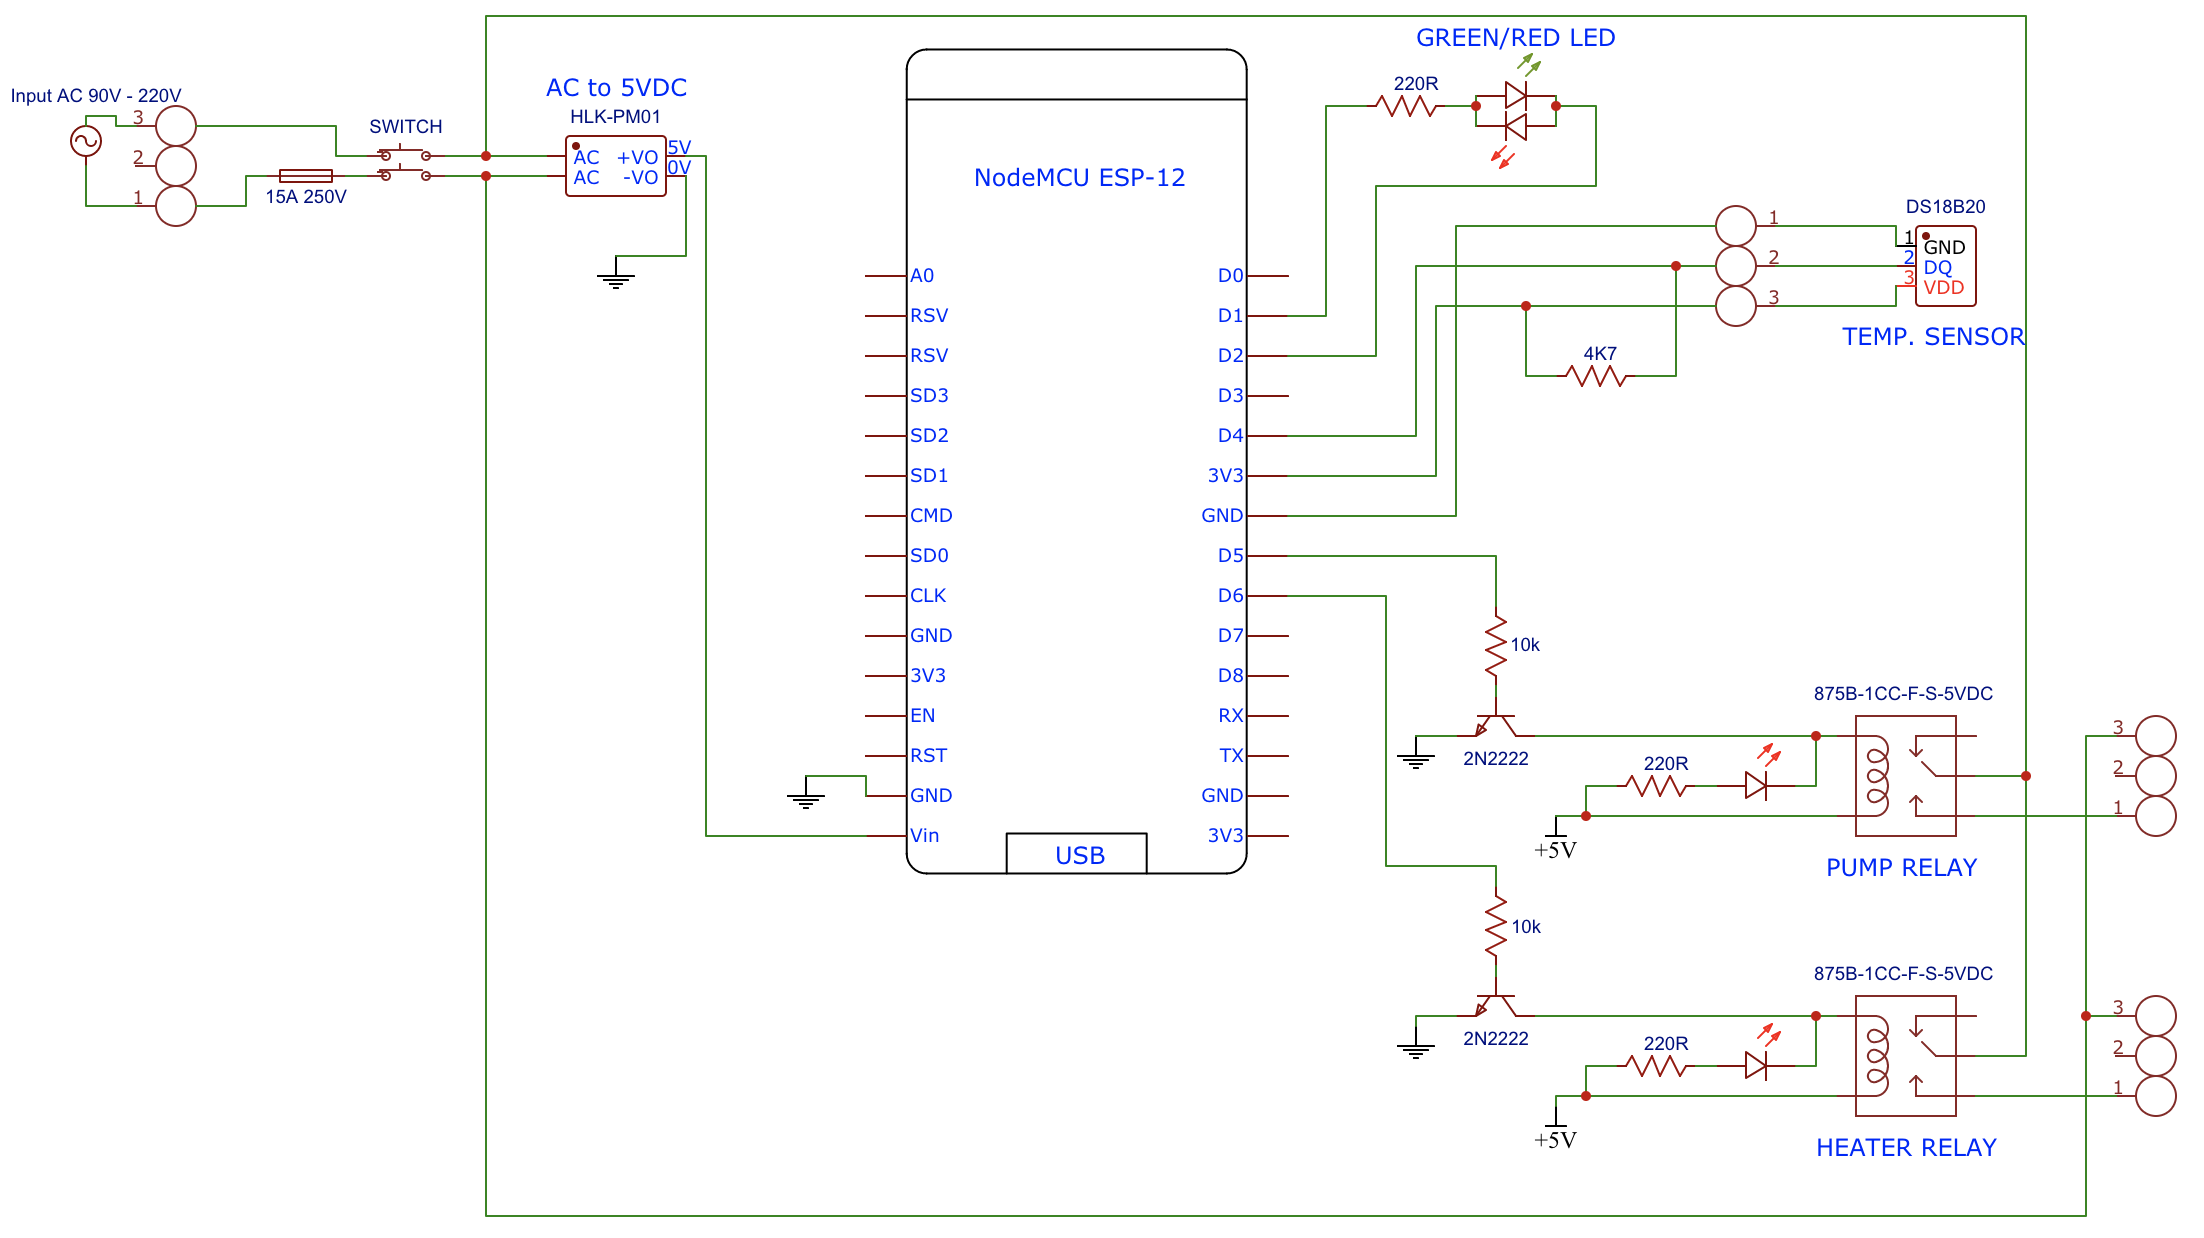 GREEN/RED LED
220R
Input AC 90V - 220V
3
2
1
SWITCH
15A 250V
AC to 5VDC
HLK-PM01
AC +VO 5V
AC -VO 0V
NodeMCU ESP-12
A0
RSV
RSV
SD3
SD2
SD1
CMD
SD0
CLK
GND
3V3
EN
RST
GND
Vin
USB
D0
D1
D2
D3
D4
3V3
GND
D5
D6
D7
D8
RX
TX
GND
3V3
1
2
3
DS18B20
1 GND
2 DQ
3 VDD
TEMP. SENSOR
4K7
10k
2N2222
220R
+5V
875B-1CC-F-S-5VDC
PUMP RELAY
3
2
1
10k
2N2222
220R
+5V
875B-1CC-F-S-5VDC
HEATER RELAY
3
2
1